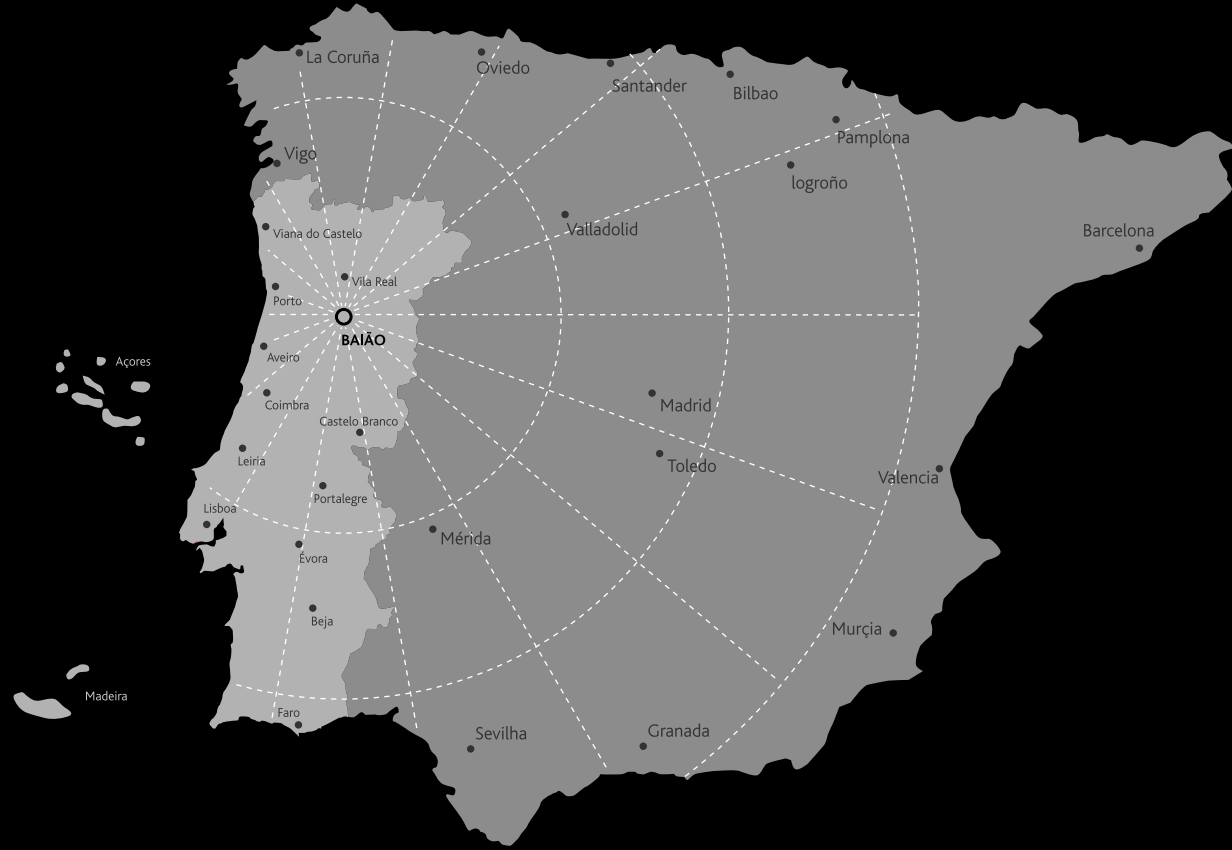 La Coruña
Oviedo
Santander
Bilbao
Pamplona
Vigo
logroño
Valladolid
Barcelona
Viana do Castelo
Vila Real
Porto
BAIÃO
Aveiro
Açores
Coimbra
Madrid
Castelo Branco
Leiria
Toledo
Valencia
Portalegre
Lisboa
Mérida
Évora
Beja
Murçia
Madeira
Faro
Sevilha
Granada